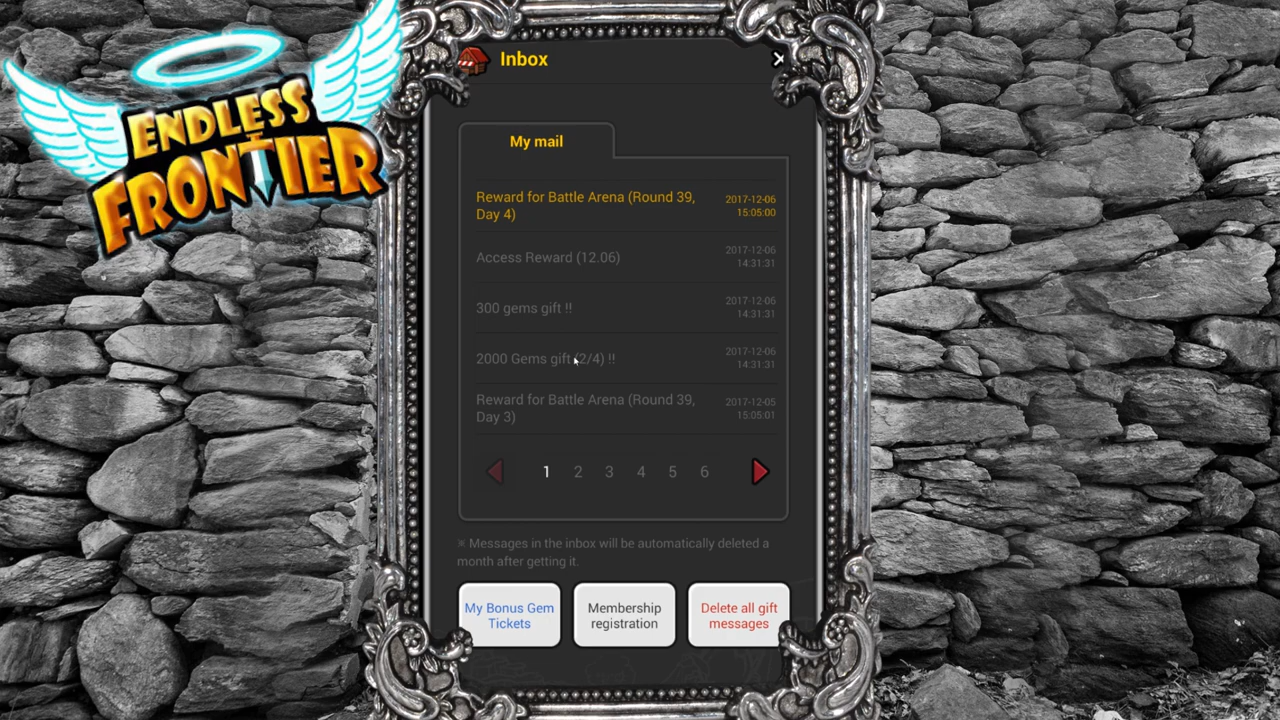 ENDLESS
FRONTIER
Inbox
My mail
Reward for Battle Arena (Round 39,
Day 4)
2017-12-06
15:05:00
Access Reward (12.06)
2017-12-06
14:31:31
300 gems gift !!
2017-12-06
14:31:31
2000 Gems gift (2/4) !!
2017-12-06
14:31:31
Reward for Battle Arena (Round 39,
Day 3)
2017-12-05
15:05:01
1 2 3 4 5 6
※ Messages in the inbox will be automatically deleted a
month after getting it.
My Bonus Gem
Tickets
Membership
registration
Delete all gift
messages